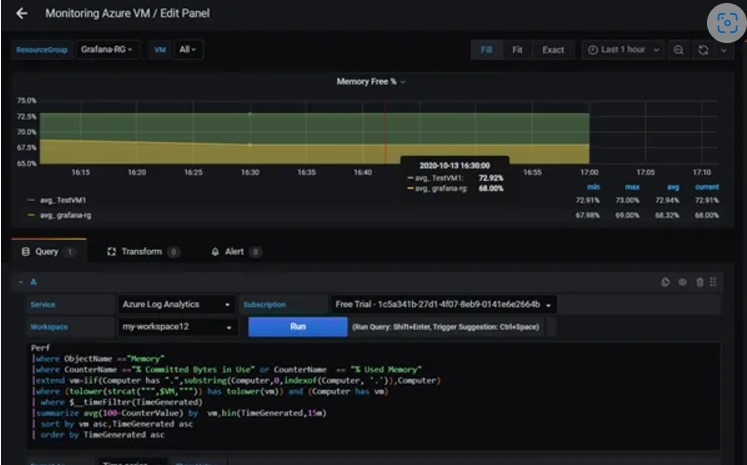 Monitoring Azure VM / Edit Panel
ResourceGroup Grafana-RG VM All Fill Fit Exact Last 1 hour
Memory Free %
75.0%
72.5%
70.0%
67.5%
65.0%
16:15 16:20 16:25 16:30 16:35 16:40 16:55 17:00 17:05 17:10
2020-10-13 16:30:00
avg_ TestVM1: 72.92%
avg_ grafana-rg: 68.00%
min max avg current
avg_ TestVM1 72.91% 73.00% 72.94% 72.91%
avg_ grafana-rg 67.98% 69.00% 68.32% 68.00%
Query 1 Transform 0 Alert 0
A
Service Azure Log Analytics Subscription Free Trial - 1c5a341b-27d1-4f07-8eb9-0141e6e2664b
Workspace my-workspace12 Run (Run Query: Shift+Enter, Trigger Suggestion: Ctrl+Space)
Perf
|where ObjectName =="Memory"
|where CounterName =="% Committed Bytes in Use" or CounterName == "% Used Memory"
|extend vm=iif(Computer has ".",substring(Computer,0,indexof(Computer, '.')),Computer)
|where (tolower(strcat(""",$VM,""")) has tolower(vm)) and (Computer has vm)
| where $__timeFilter(TimeGenerated)
|summarize avg(100-CounterValue) by vm,bin(TimeGenerated,15m)
| sort by vm asc,TimeGenerated asc
| order by TimeGenerated asc